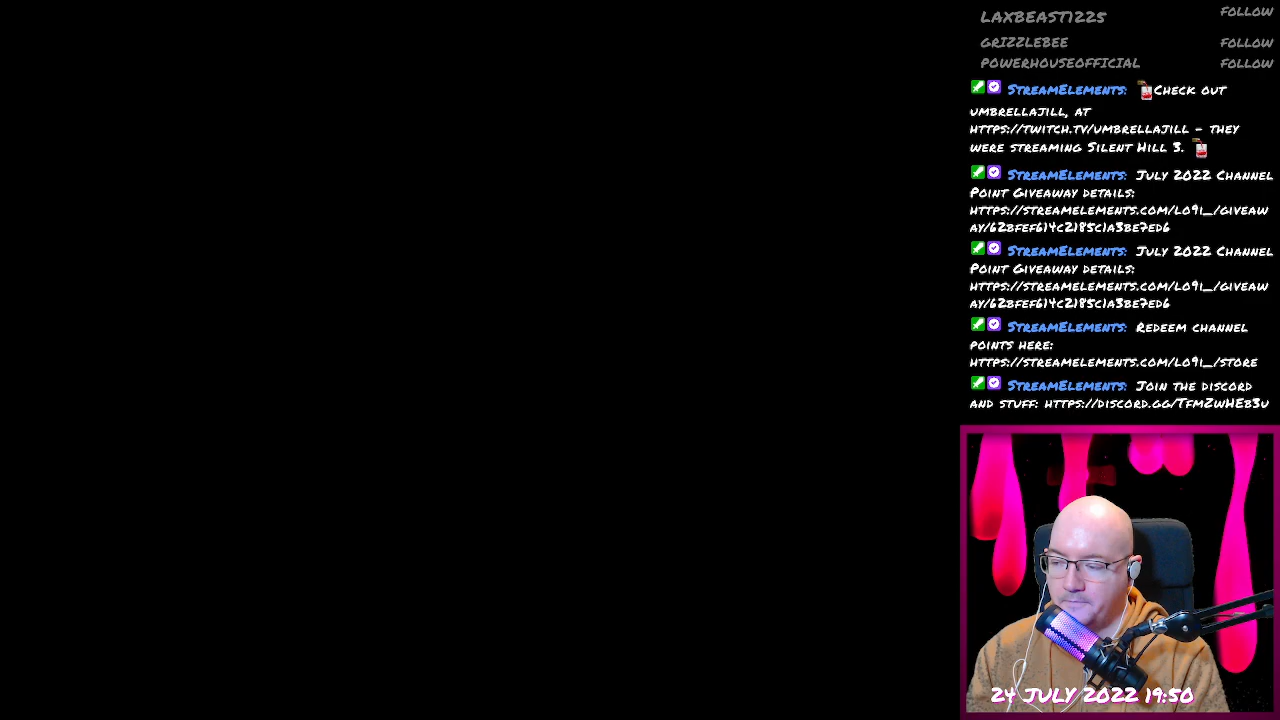 LAXBEAST1225 FOLLOW
GRIZZLEBEE FOLLOW
POWERHOUSEOFFICIAL FOLLOW
StreamElements: Check out
umbrellajill, at
https://twitch.tv/umbrellajill - they
were streaming Silent Hill 3.
StreamElements: July 2022 Channel
Point Giveaway details:
https://streamelements.com/lo9i_/giveaw
ay/62bfef614c2185c1a3be7ed6
StreamElements: July 2022 Channel
Point Giveaway details:
https://streamelements.com/lo9i_/giveaw
ay/62bfef614c2185c1a3be7ed6
StreamElements: Redeem channel
points here:
https://streamelements.com/lo9i_/store
StreamElements: Join the discord
and stuff: https://discord.gg/TfmZwHEb3u
24 JULY 2022 19:50